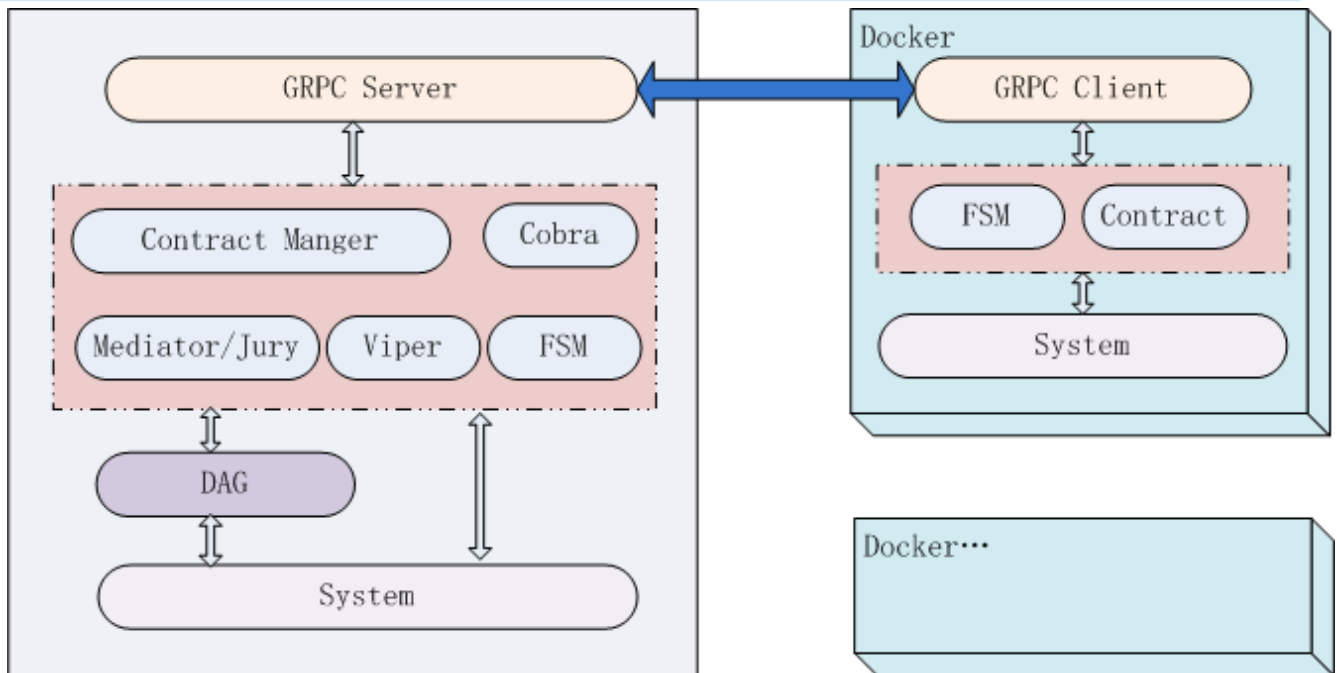 GRPC Server
Contract Manger
Cobra
Mediator/Jury
Viper
FSM
DAG
System
Docker
GRPC Client
FSM
Contract
System
Docker⋯